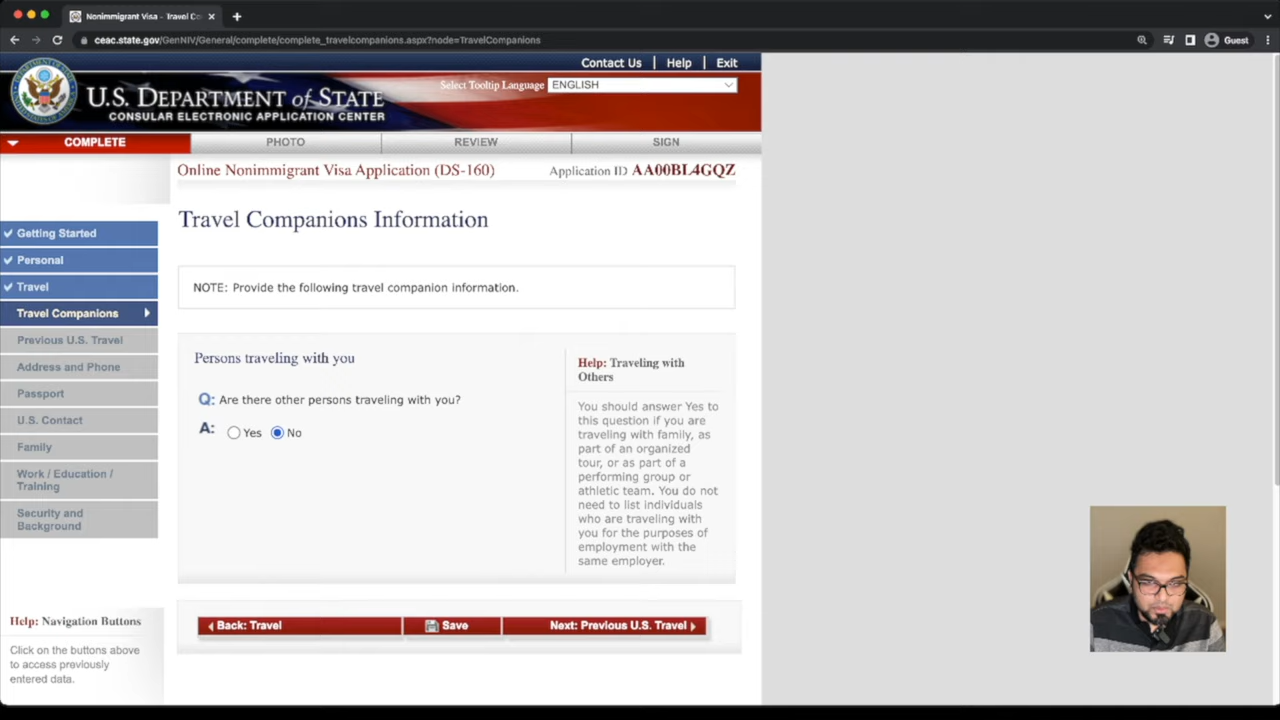 Nonimmigrant Visa - Travel Co
ceac.state.gov/GenNIV/General/complete/complete_travelcompanions.aspx?node=TravelCompanions
Guest
Contact Us | Help | Exit
Select Tooltip Language ENGLISH
U.S. DEPARTMENT of STATE
CONSULAR ELECTRONIC APPLICATION CENTER
COMPLETE PHOTO REVIEW SIGN
Online Nonimmigrant Visa Application (DS-160) Application ID AA00BL4GQZ
Travel Companions Information
Getting Started
Personal
Travel
Travel Companions
Previous U.S. Travel
Address and Phone
Passport
U.S. Contact
Family
Work / Education /
Training
Security and
Background
Help: Navigation Buttons
Click on the buttons above
to access previously
entered data.
NOTE: Provide the following travel companion information.
Persons traveling with you
Q: Are there other persons traveling with you?
A: Yes No
Help: Traveling with
Others
You should answer Yes to
this question if you are
traveling with family, as
part of an organized
tour, or as part of a
performing group or
athletic team. You do not
need to list individuals
who are traveling with
you for the purposes of
employment with the
same employer.
Back: Travel Save Next: Previous U.S. Travel